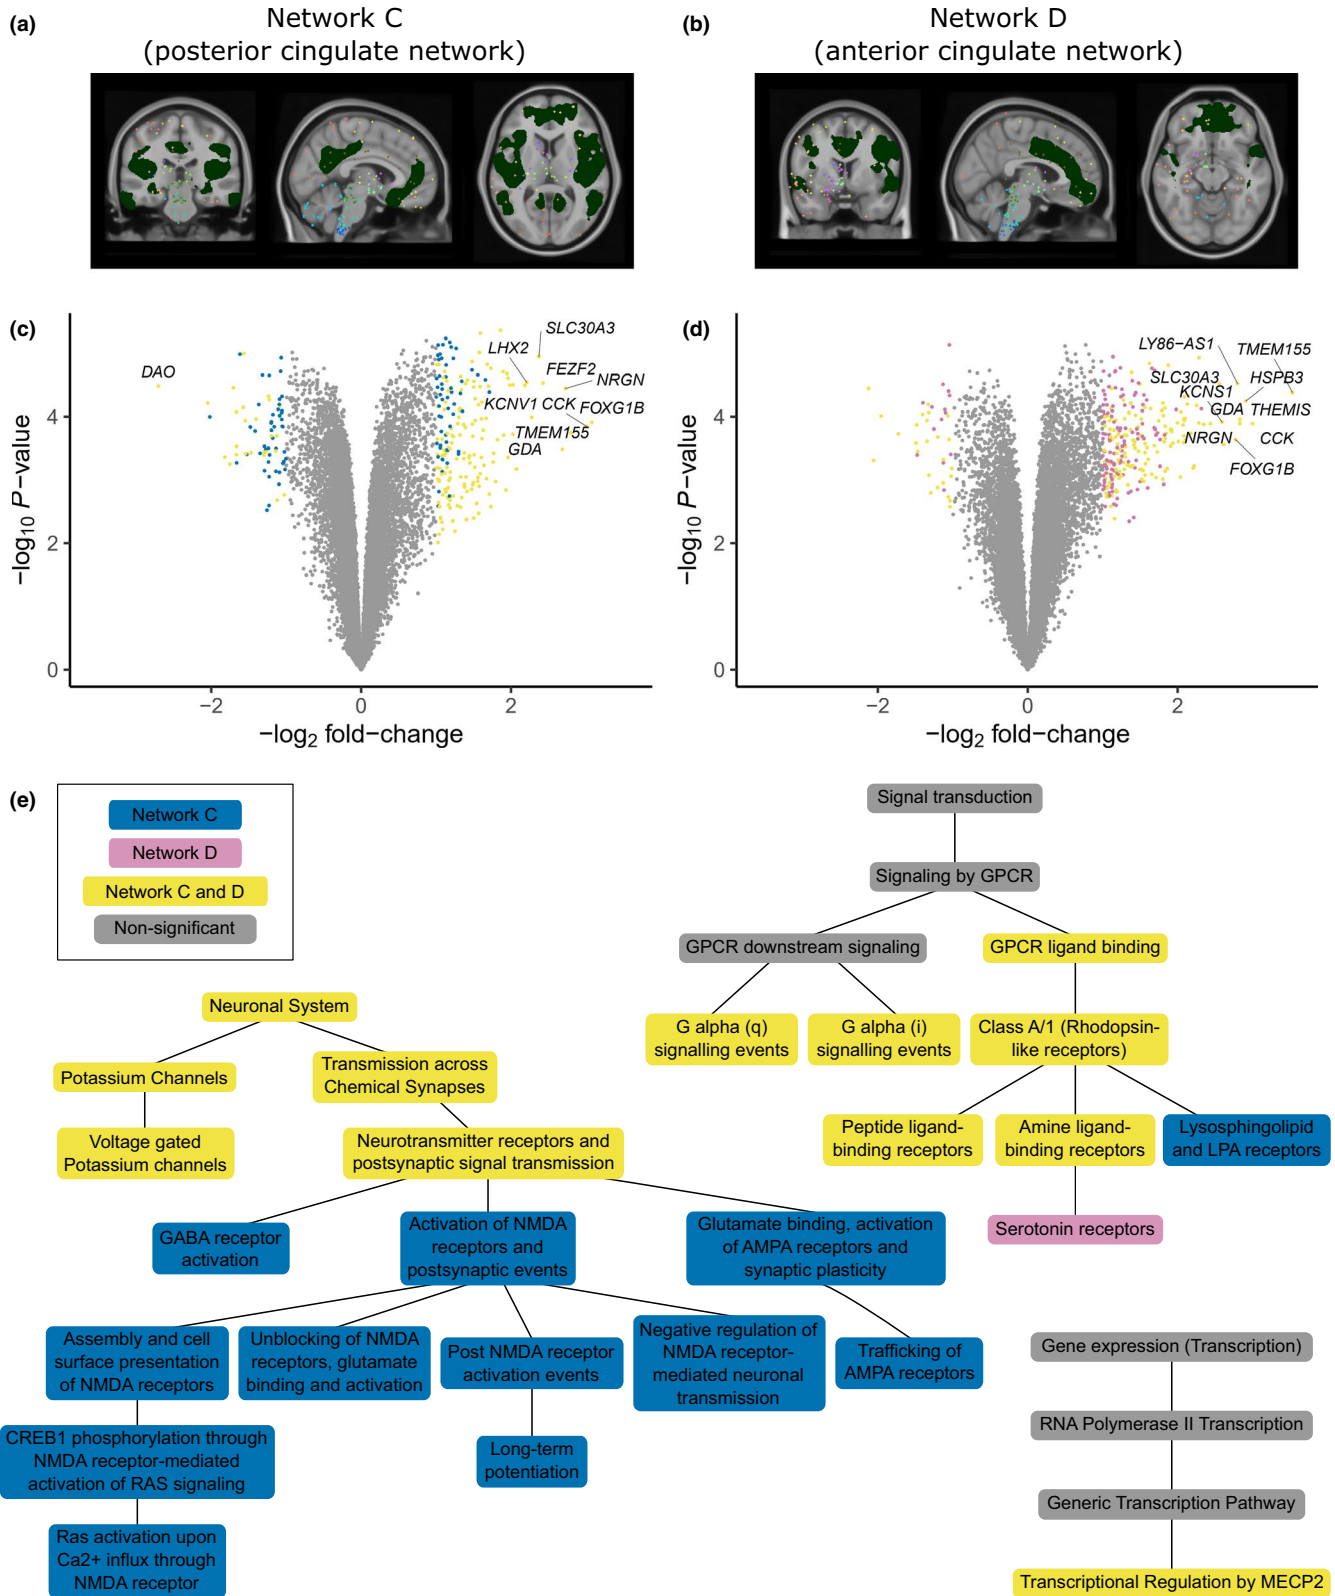 (a)
Network C
(posterior cingulate network)
(b)
Network D
(anterior cingulate network)
(c)
SLC30A3
LHX2
FEZF2
NRGN
DAO
KCNV1 CCK FOXG1B
TMEM155
GDA
4
2
0
−2 0 2
−log10 P−value
−log2 fold−change
(d)
LY86−AS1
TMEM155
SLC30A3
HSPB3
KCNS1
GDA THEMIS
NRGN
CCK
FOXG1B
4
2
0
−2 0 2
−log10 P−value
−log2 fold−change
(e)
Network C
Network D
Network C and D
Non-significant
Signal transduction
Signaling by GPCR
GPCR downstream signaling
GPCR ligand binding
G alpha (q)
signalling events
G alpha (i)
signalling events
Class A/1 (Rhodopsin-
like receptors)
Peptide ligand-
binding receptors
Amine ligand-
binding receptors
Lysosphingolipid
and LPA receptors
Serotonin receptors
Neuronal System
Potassium Channels
Transmission across
Chemical Synapses
Voltage gated
Potassium channels
Neurotransmitter receptors and
postsynaptic signal transmission
GABA receptor
activation
Activation of NMDA
receptors and
postsynaptic events
Glutamate binding, activation
of AMPA receptors and
synaptic plasticity
Assembly and cell
surface presentation
of NMDA receptors
Unblocking of NMDA
receptors, glutamate
binding and activation
Post NMDA receptor
activation events
Negative regulation of
NMDA receptor-
mediated neuronal
transmission
Trafficking of
AMPA receptors
CREB1 phosphorylation through
NMDA receptor-mediated
activation of RAS signaling
Long-term
potentiation
Ras activation upon
Ca2+ influx through
NMDA receptor
Gene expression (Transcription)
RNA Polymerase II Transcription
Generic Transcription Pathway
Transcriptional Regulation by MECP2